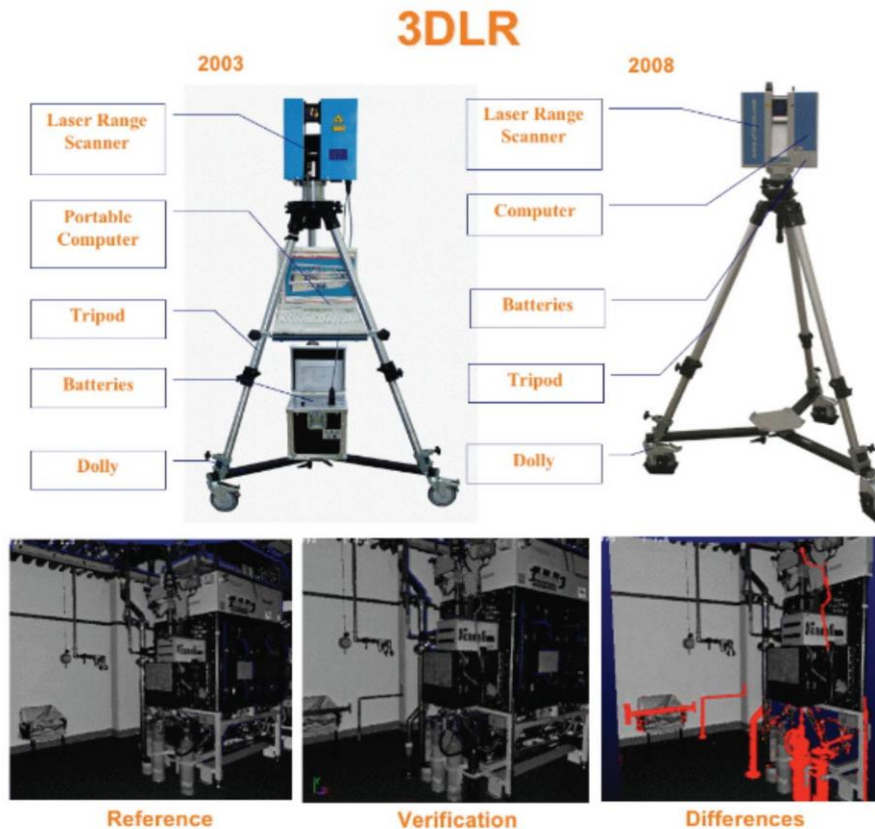 3DLR
2003
2008
Laser Range
Scanner
Portable
Computer
Tripod
Batteries
Dolly
Laser Range
Scanner
Computer
Batteries
Tripod
Dolly
Reference
Verification
Differences